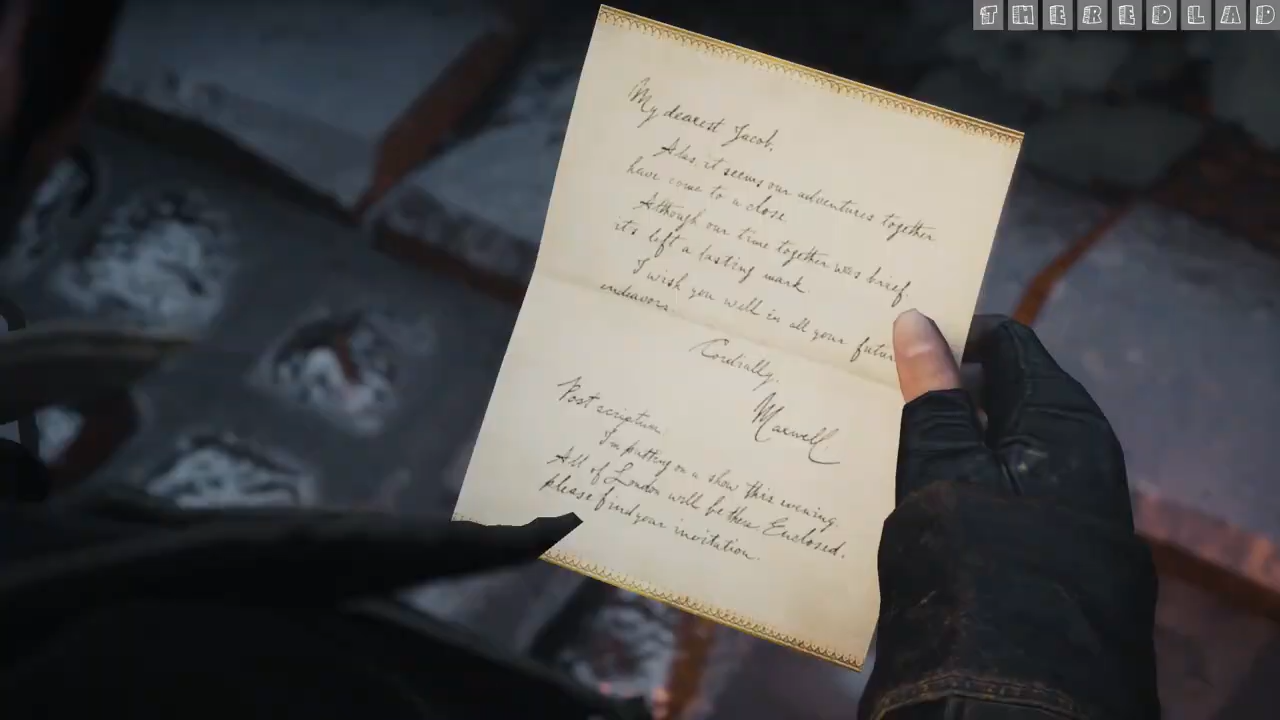 THEREDLAD
My dearest Jacob,
Alas, it seems our adventures together
have come to a close.
Although our time together was brief,
it's left a lasting mark.
I wish you well in all your futur
endeavors.
Cordially,
Maxwell
Post scriptum,
I'm putting on a show this evening.
All of London will be there. Enclosed,
please find your invitation.